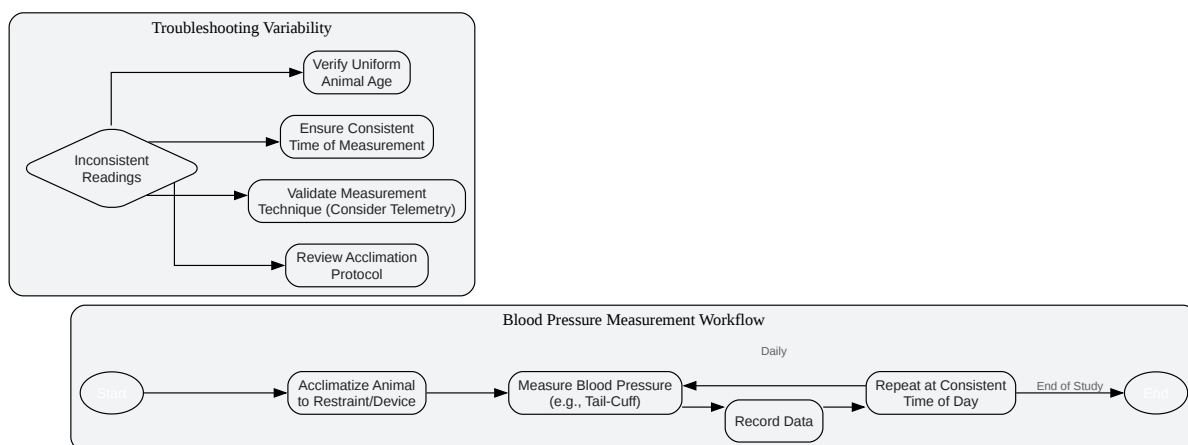 Troubleshooting Variability
Verify Uniform
Animal Age
Ensure Consistent
Time of Measurement
Inconsistent
Readings
Validate Measurement
Technique (Consider Telemetry)
Review Acclimation
Protocol
Blood Pressure Measurement Workflow
Daily
Start
Acclimatize Animal
to Restraint/Device
Measure Blood Pressure
(e.g., Tail-Cuff)
Record Data
Repeat at Consistent
Time of Day
End of Study
End